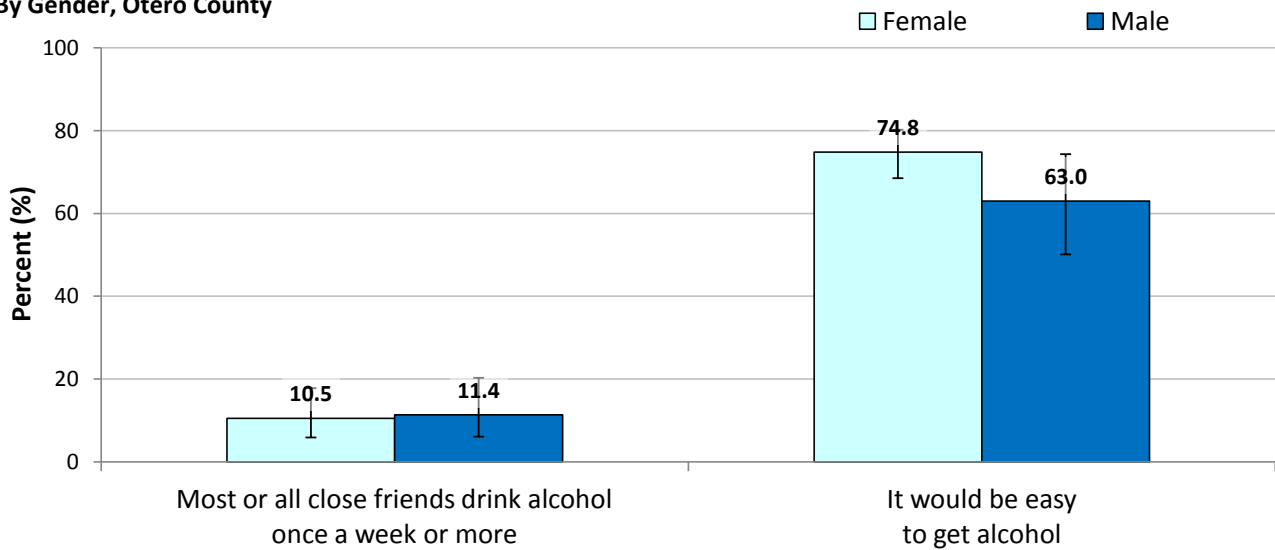 By Gender, Otero County
Female
Male
Percent (%)
100
80
60
40
20
0
74.8
63.0
10.5
11.4
Most or all close friends drink alcohol
once a week or more
It would be easy
to get alcohol